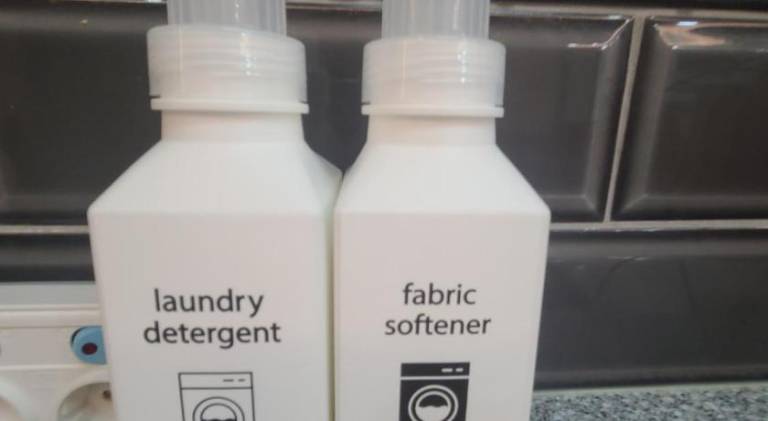 laundry
detergent
fabric
softener